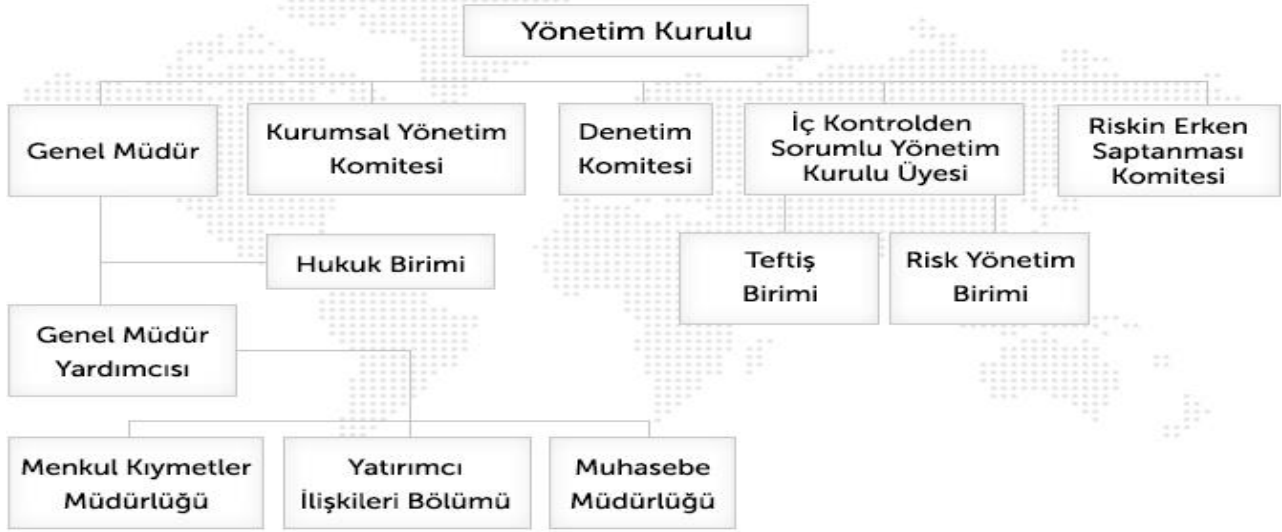 Yönetim Kurulu
Genel Müdür
Kurumsal Yönetim
Komitesi
Denetim
Komitesi
İç Kontrolden
Sorumlu Yönetim
Kurulu Üyesi
Riskin Erken
Saptanması
Komitesi
Hukuk Birimi
Teftiş
Birimi
Risk Yönetim
Birimi
Genel Müdür
Yardımcısı
Menkul Kıymetler
Müdürlüğü
Yatırımcı
İlişkileri Bölümü
Muhasebe
Müdürlüğü